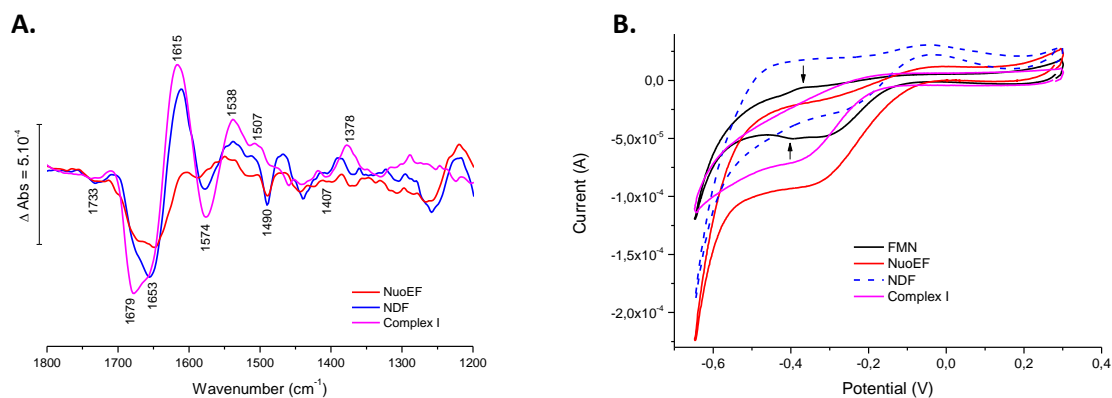 A.
1615
1538
1507
1378
Δ Abs = 5.10⁻⁴
1733
1407
1490
1574
1653
1679
NuoEF
NDF
Complex I
1800 1700 1600 1500 1400 1300 1200
Wavenumber (cm⁻¹)
B.
0,0
-5,0x10⁻⁵
-1,0x10⁻⁴
-1,5x10⁻⁴
-2,0x10⁻⁴
Current (A)
FMN
NuoEF
NDF
Complex I
-0,6 -0,4 -0,2 0,0 0,2 0,4
Potential (V)